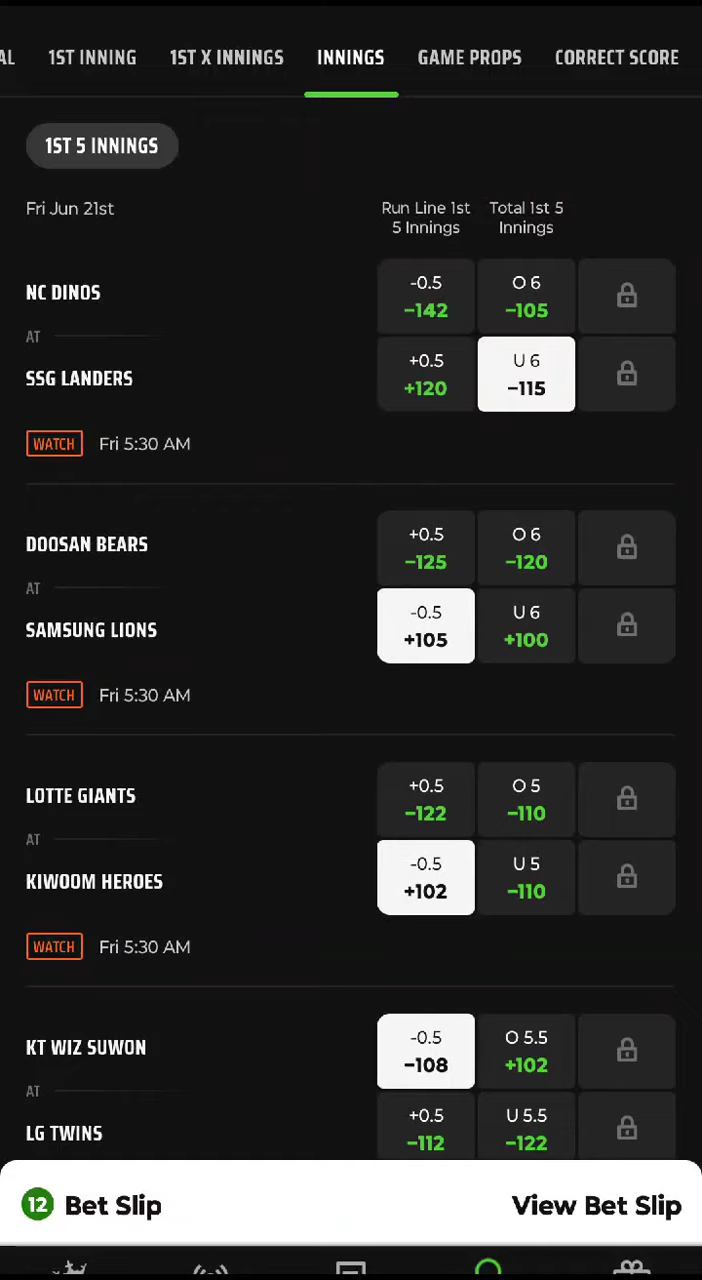 AL 1ST INNING 1ST X INNINGS INNINGS GAME PROPS CORRECT SCORE
1ST 5 INNINGS
Fri Jun 21st
Run Line 1st
5 Innings
Total 1st 5
Innings
NC DINOS
-0.5
−142
O 6
−105
AT
SSG LANDERS
+0.5
+120
U 6
−115
WATCH Fri 5:30 AM
DOOSAN BEARS
+0.5
−125
O 6
−120
AT
SAMSUNG LIONS
-0.5
+105
U 6
+100
WATCH Fri 5:30 AM
LOTTE GIANTS
+0.5
−122
O 5
−110
AT
KIWOOM HEROES
-0.5
+102
U 5
−110
WATCH Fri 5:30 AM
KT WIZ SUWON
-0.5
−108
O 5.5
+102
AT
LG TWINS
+0.5
−112
U 5.5
−122
12 Bet Slip View Bet Slip